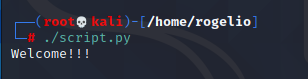 ┌──(root💀kali)-[/home/rogelio]
└─# ./script.py
Welcome!!!